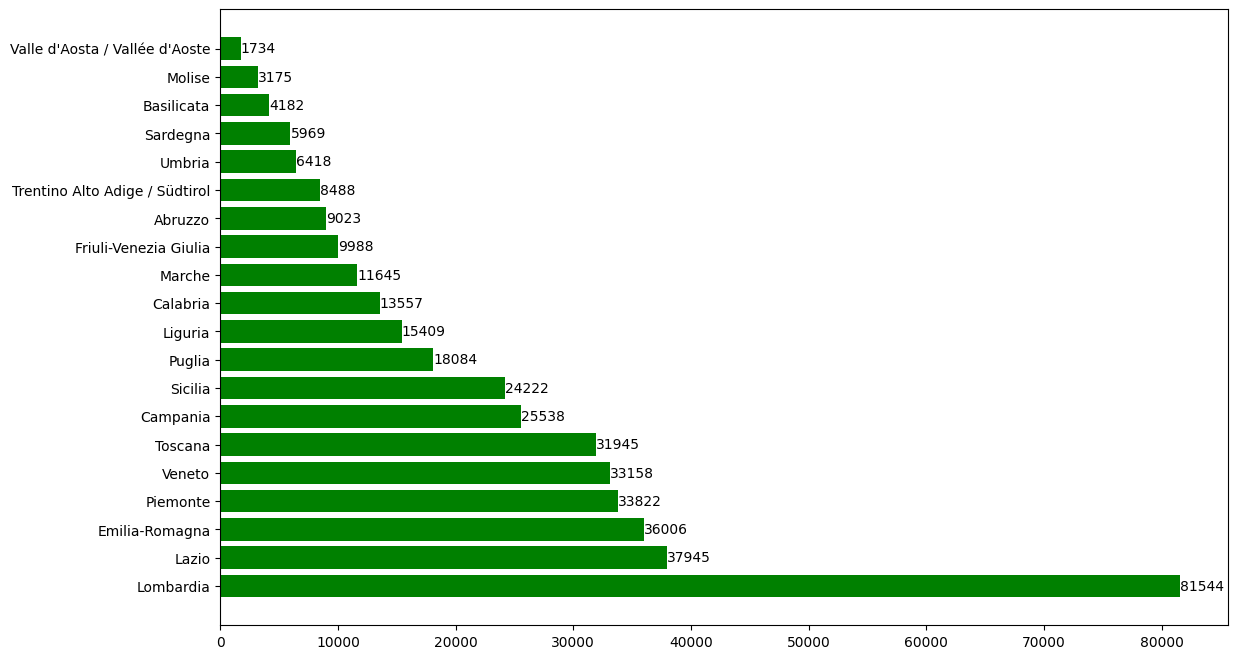 Valle d'Aosta / Vallée d'Aoste 1734
Molise 3175
Basilicata 4182
Sardegna 5969
Umbria 6418
Trentino Alto Adige / Südtirol 8488
Abruzzo 9023
Friuli-Venezia Giulia 9988
Marche 11645
Calabria 13557
Liguria 15409
Puglia 18084
Sicilia 24222
Campania 25538
Toscana 31945
Veneto 33158
Piemonte 33822
Emilia-Romagna 36006
Lazio 37945
Lombardia 81544
0 10000 20000 30000 40000 50000 60000 70000 80000